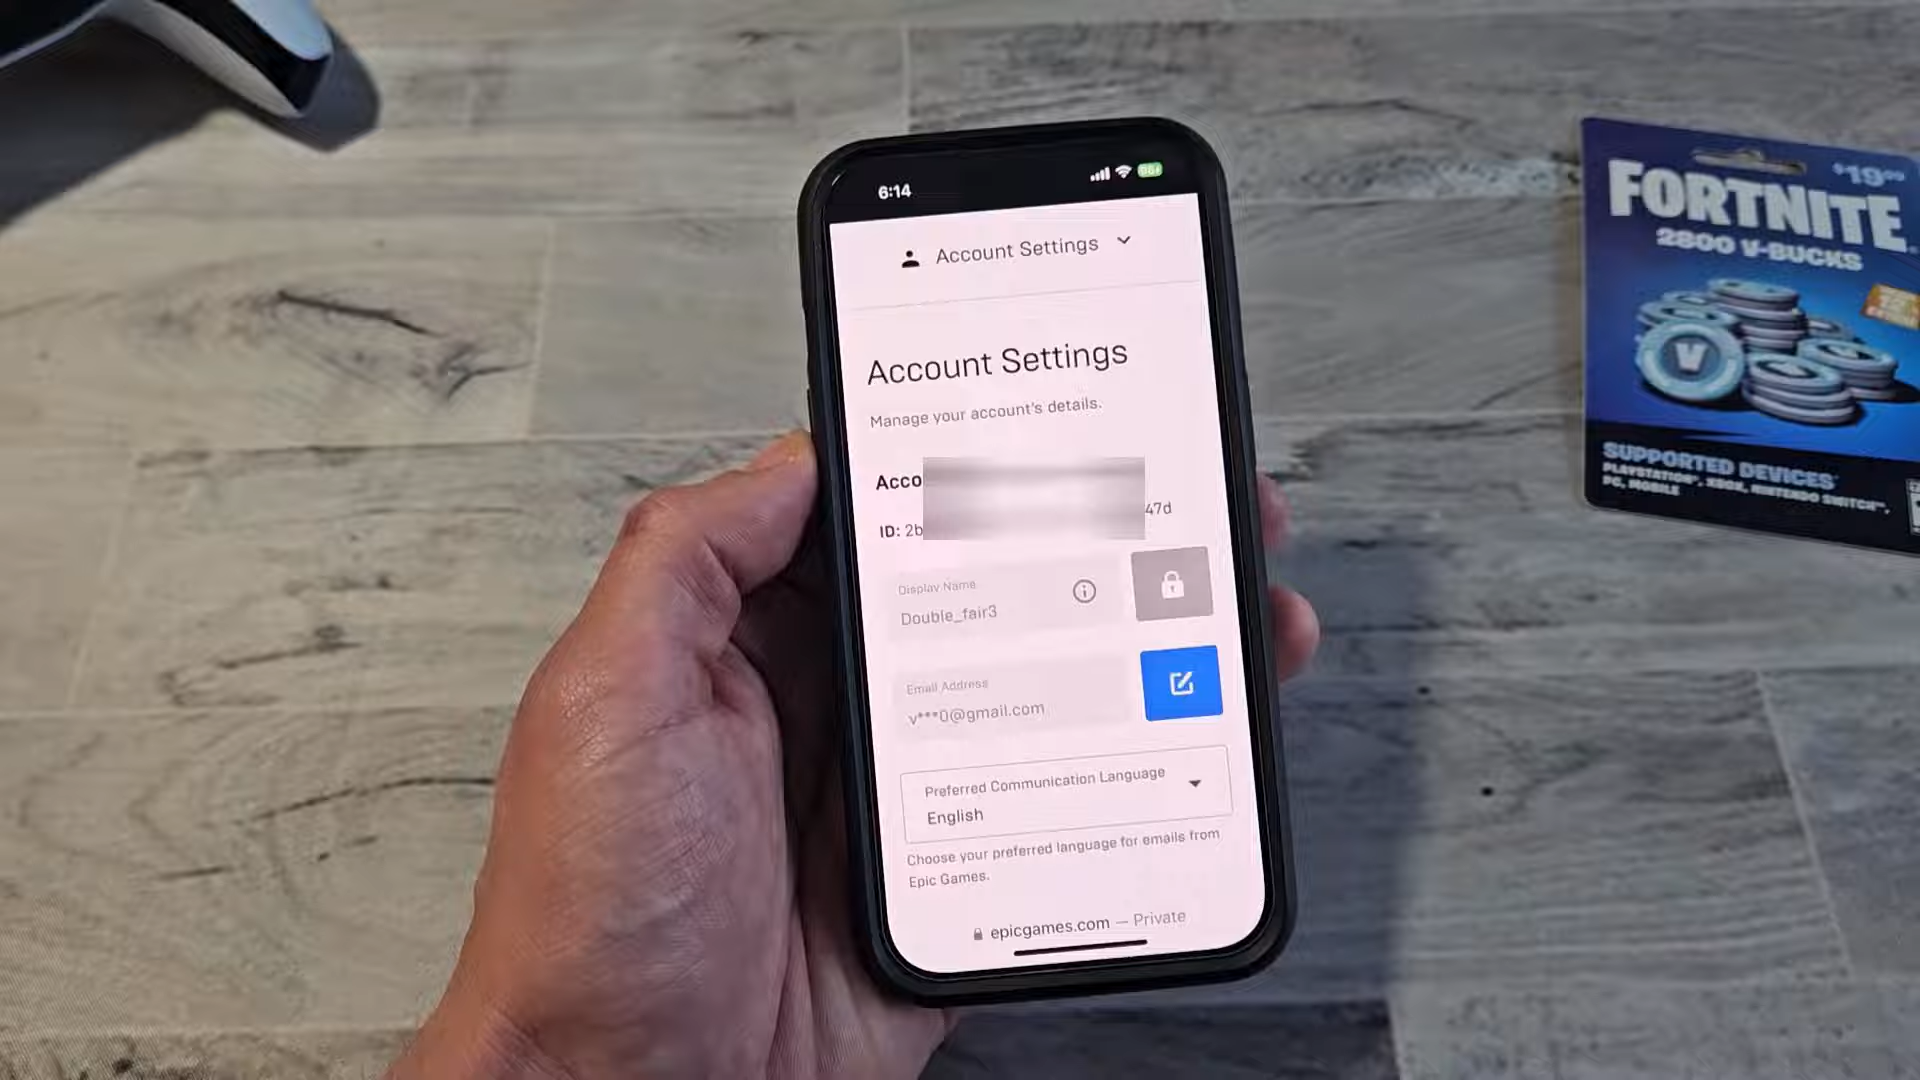 6:14
Account Settings
Account Settings
Manage your account's details.
Acco
ID: 2b 47d
Display Name
Double_fair3
Email Address
v***0@gmail.com
Preferred Communication Language
English
Choose your preferred language for emails from
Epic Games.
epicgames.com — Private
$19.99
FORTNITE
2800 V-BUCKS
V
SUPPORTED DEVICES*
PLAYSTATION®, XBOX, NINTENDO SWITCH™,
PC, MOBILE